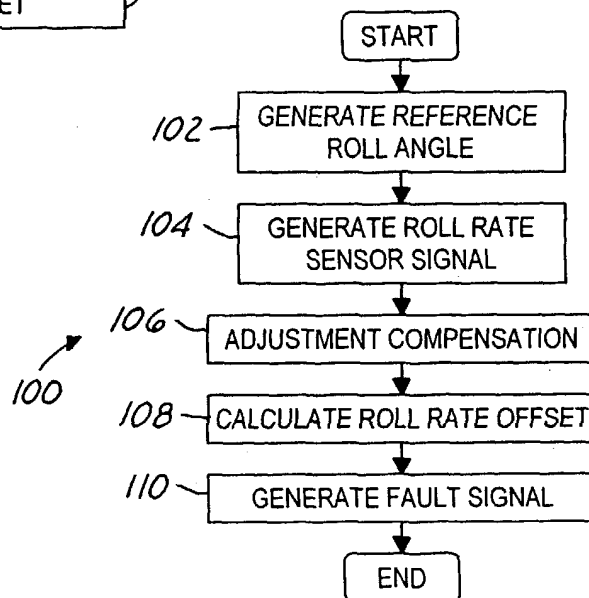 ET
START
102
GENERATE REFERENCE
ROLL ANGLE
104
GENERATE ROLL RATE
SENSOR SIGNAL
106
ADJUSTMENT COMPENSATION
100
108
CALCULATE ROLL RATE OFFSET
110
GENERATE FAULT SIGNAL
END